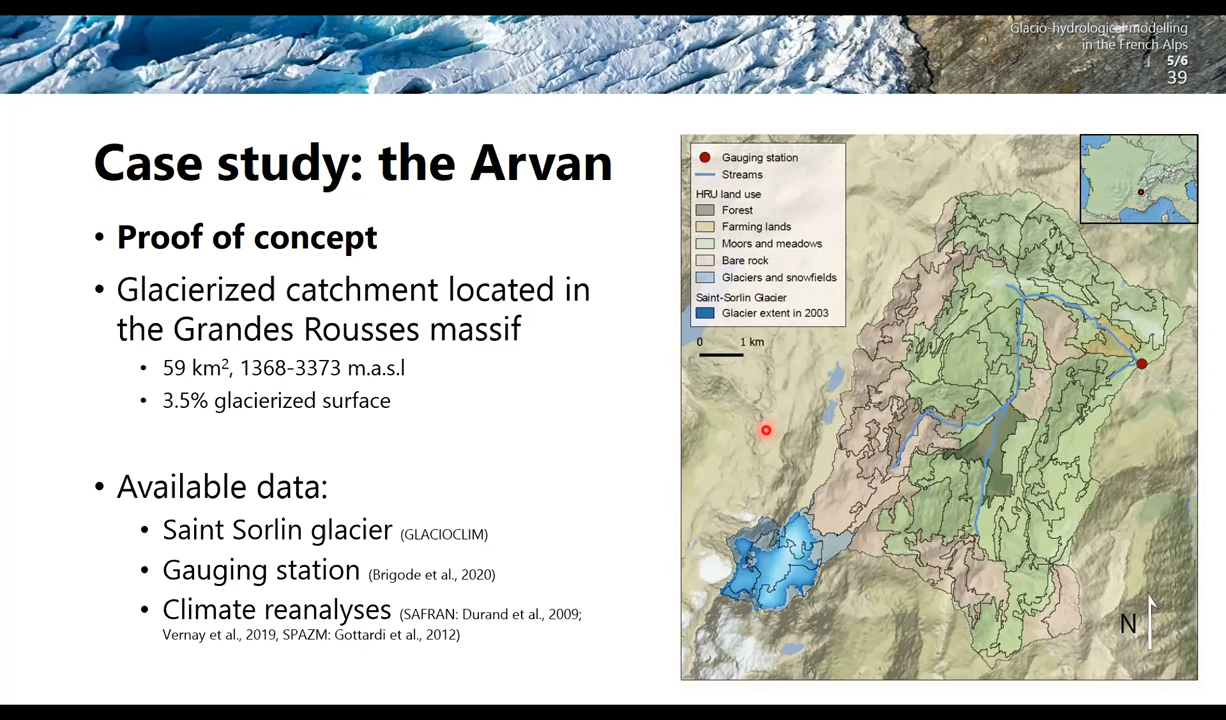 Glacio-hydrological modelling
in the French Alps
5/6
39
Case study: the Arvan
• Proof of concept
• Glacierized catchment located in
the Grandes Rousses massif
• 59 km², 1368-3373 m.a.s.l
• 3.5% glacierized surface
• Available data:
• Saint Sorlin glacier (GLACIOCLIM)
• Gauging station (Brigode et al., 2020)
• Climate reanalyses (SAFRAN: Durand et al., 2009;
Vernay et al., 2019, SPAZM: Gottardi et al., 2012)
Gauging station
Streams
HRU land use
Forest
Farming lands
Moors and meadows
Bare rock
Glaciers and snowfields
Saint-Sorlin Glacier
Glacier extent in 2003
0 1 km
N